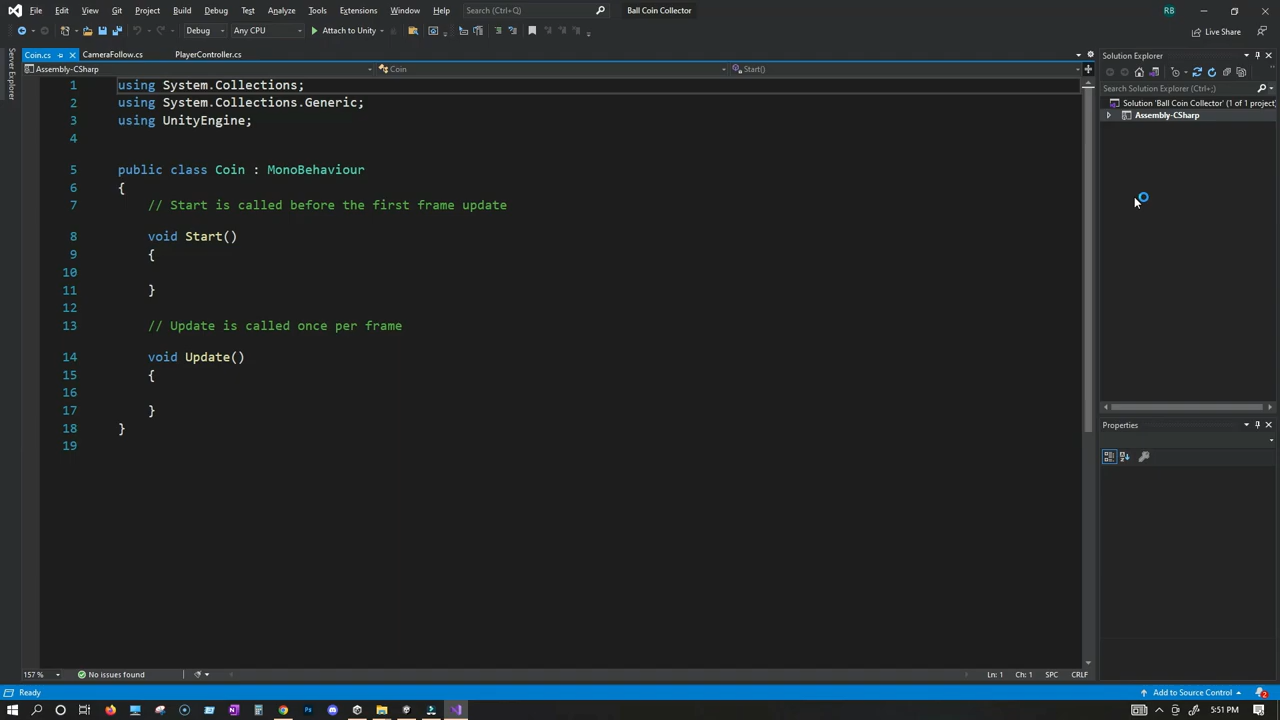 File Edit View Git Project Build Debug Test Analyze Tools Extensions Window Help Search (Ctrl+Q) Ball Coin Collector RB
Debug Any CPU Attach to Unity Live Share
Server Explorer
Coin.cs CameraFollow.cs PlayerController.cs
Assembly-CSharp Coin Start()
1 using System.Collections;
2 using System.Collections.Generic;
3 using UnityEngine;
4
5 public class Coin : MonoBehaviour
6 {
7 // Start is called before the first frame update
8 void Start()
9 {
10
11 }
12
13 // Update is called once per frame
14 void Update()
15 {
16
17 }
18 }
19
157 % No issues found Ln: 1 Ch: 1 SPC CRLF
Solution Explorer
Search Solution Explorer (Ctrl+;)
Solution 'Ball Coin Collector' (1 of 1 project)
Assembly-CSharp
Properties
Ready Add to Source Control 2
5:51 PM